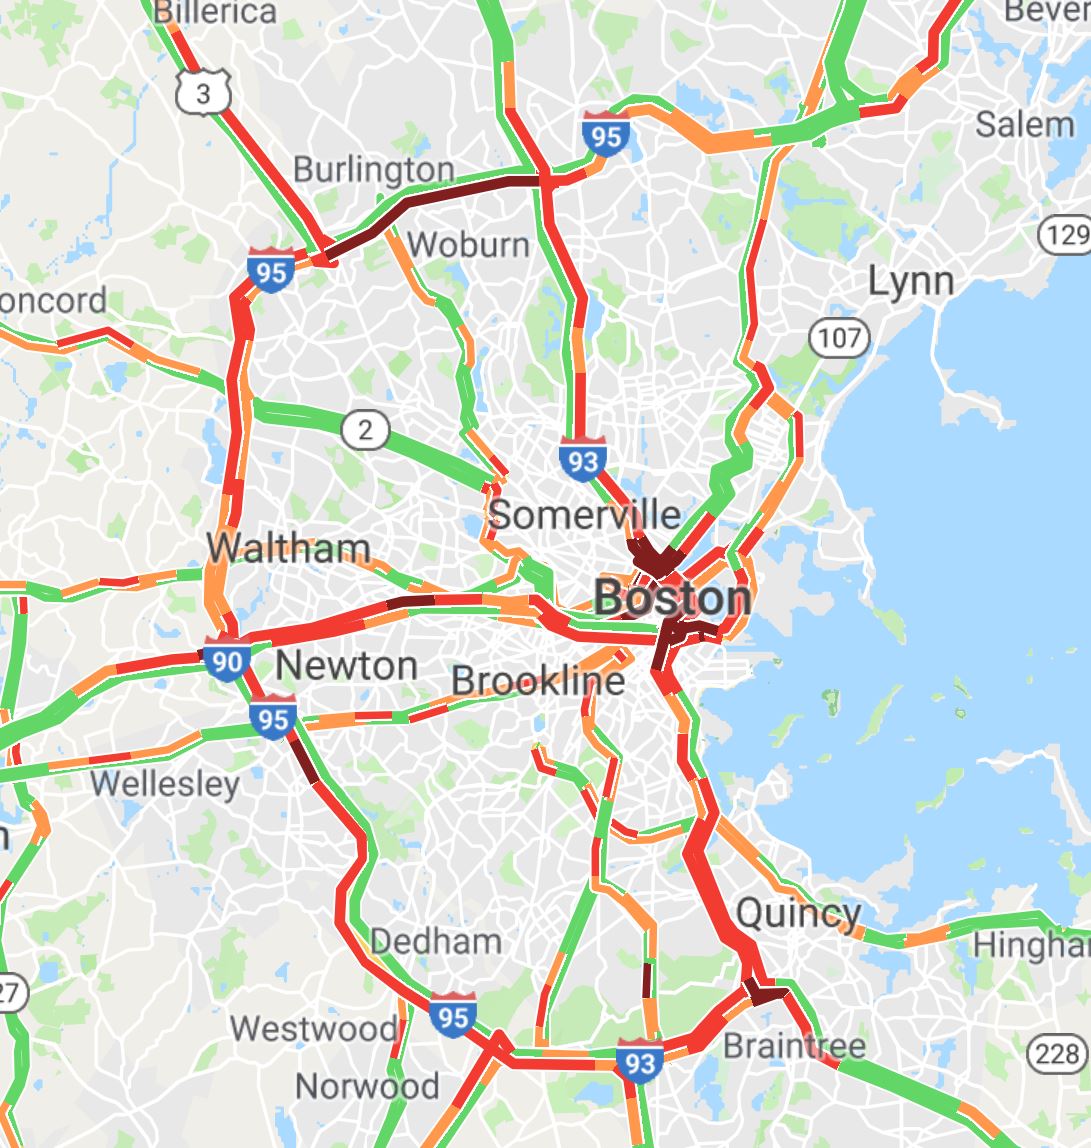 Billerica
Bever
3
Salem
95
Burlington
129
Woburn
95
Lynn
oncord
107
2
93
Somerville
Waltham
Boston
90
Newton
Brookline
95
Wellesley
n
Quincy
Dedham
Hingha
27
95
Westwood
Braintree
228
93
Norwood